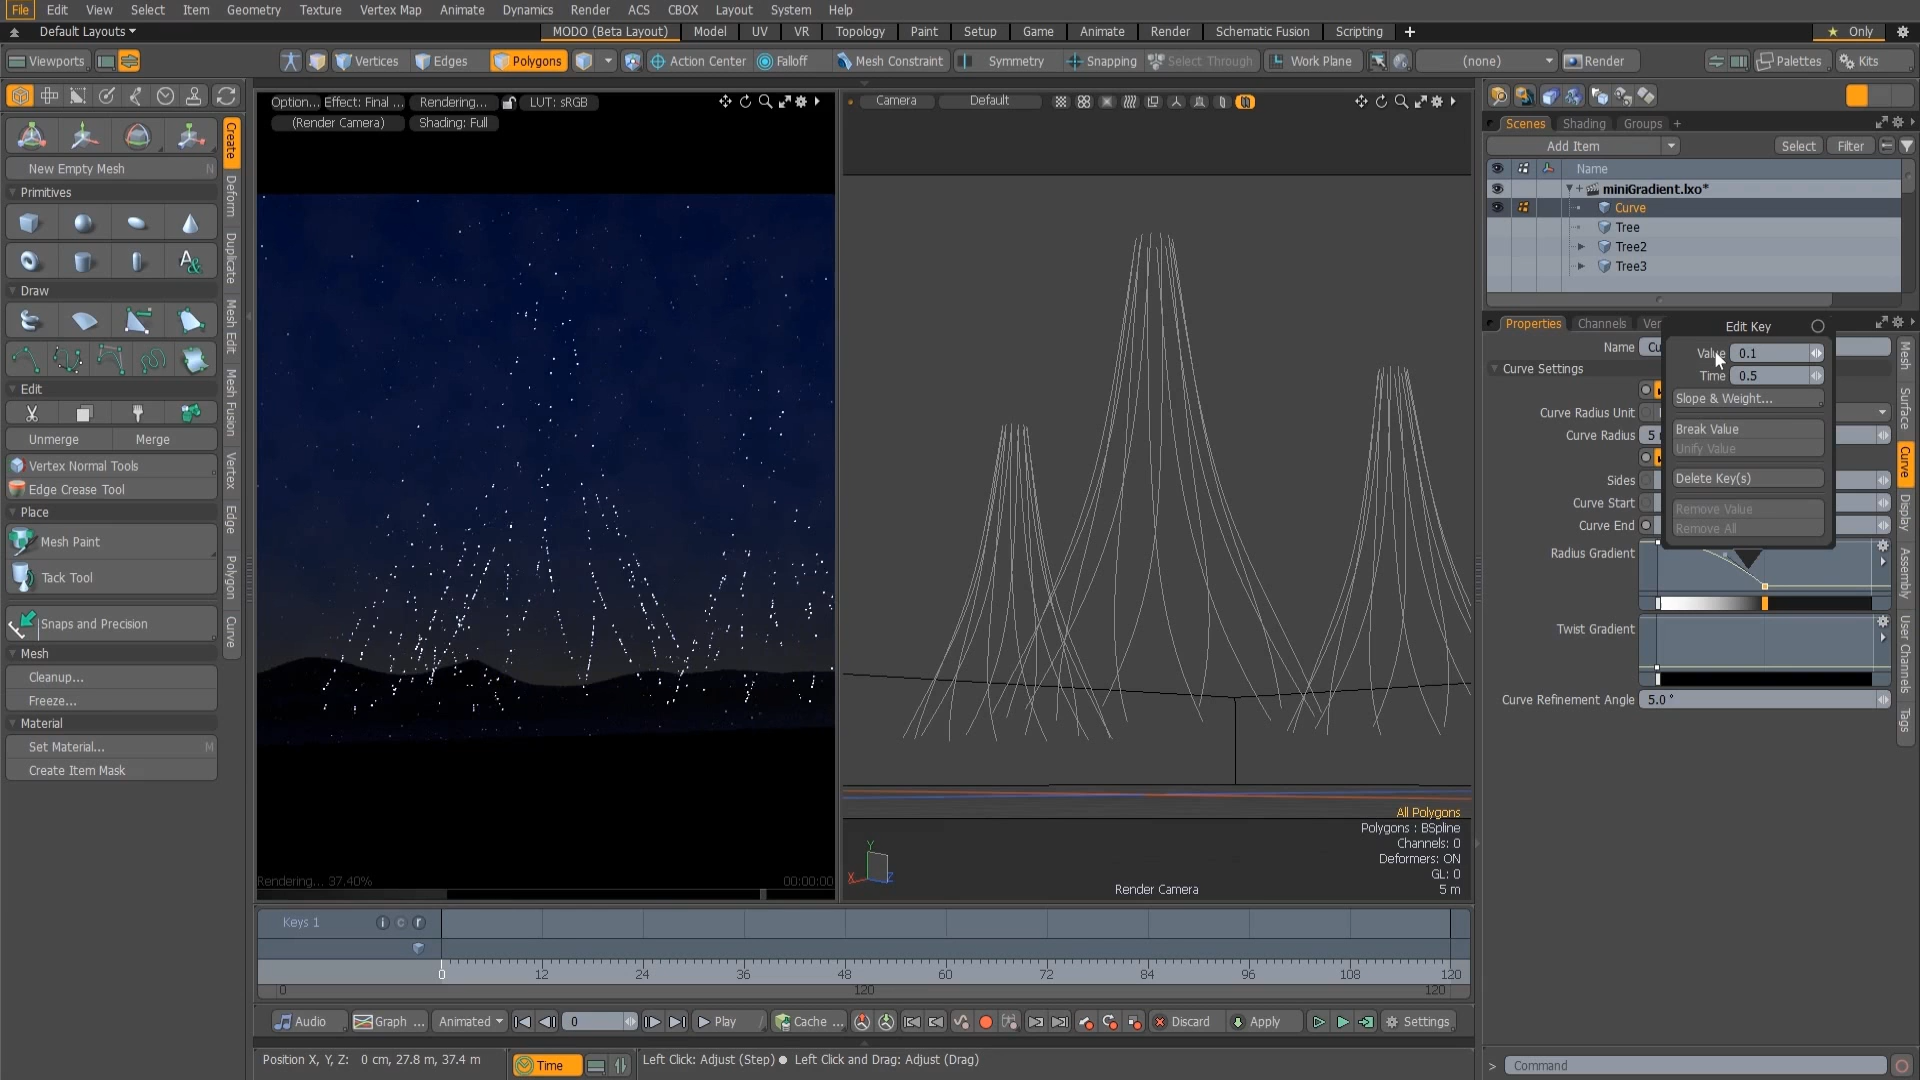 File Edit View Select Item Geometry Texture Vertex Map Animate Dynamics Render ACS CBOX Layout System Help
Default Layouts MODO (Beta Layout) Model UV VR Topology Paint Setup Game Animate Render Schematic Fusion Scripting + Only
Viewports Vertices Edges Polygons Action Center Falloff Mesh Constraint Symmetry Snapping Select Through Work Plane (none) Render Palettes Kits
New Empty Mesh N
Primitives
Draw
Edit
Unmerge Merge
Vertex Normal Tools
Edge Crease Tool
Place
Mesh Paint
Tack Tool
Snaps and Precision
Mesh
Cleanup...
Freeze...
Material
Set Material... M
Create Item Mask
Create
Deform
Duplicate
Mesh Edit
Mesh Fusion
Vertex
Edge
Polygon
Curve
Option... Effect: Final ... Rendering... LUT: sRGB
(Render Camera) Shading: Full
Rendering... 37.40% 00:00:00
Camera Default
All Polygons
Polygons : BSpline
Channels: 0
Deformers: ON
GL: 0
5 m
Render Camera
Y
X
Z
Scenes Shading Groups +
Add Item Select Filter
Name
miniGradient.lxo*
Curve
Tree
Tree2
Tree3
Properties Channels Ver
Name Cu
Curve Settings
Curve Radius Unit
Curve Radius 5
Sides
Curve Start
Curve End
Radius Gradient
Twist Gradient
Curve Refinement Angle 5.0 °
Edit Key
Value 0.1
Time 0.5
Slope & Weight...
Break Value
Unify Value
Delete Key(s)
Remove Value
Remove All
Mesh
Surface
Curve
Display
Assembly
User Channels
Tags
Keys 1 i c r
0 12 24 36 48 60 72 84 96 108 120
0 120 120
Audio Graph ... Animated 0 Play Cache ... Discard Apply Settings
Position X, Y, Z: 0 cm, 27.8 m, 37.4 m Time Left Click: Adjust (Step) ● Left Click and Drag: Adjust (Drag)
> Command